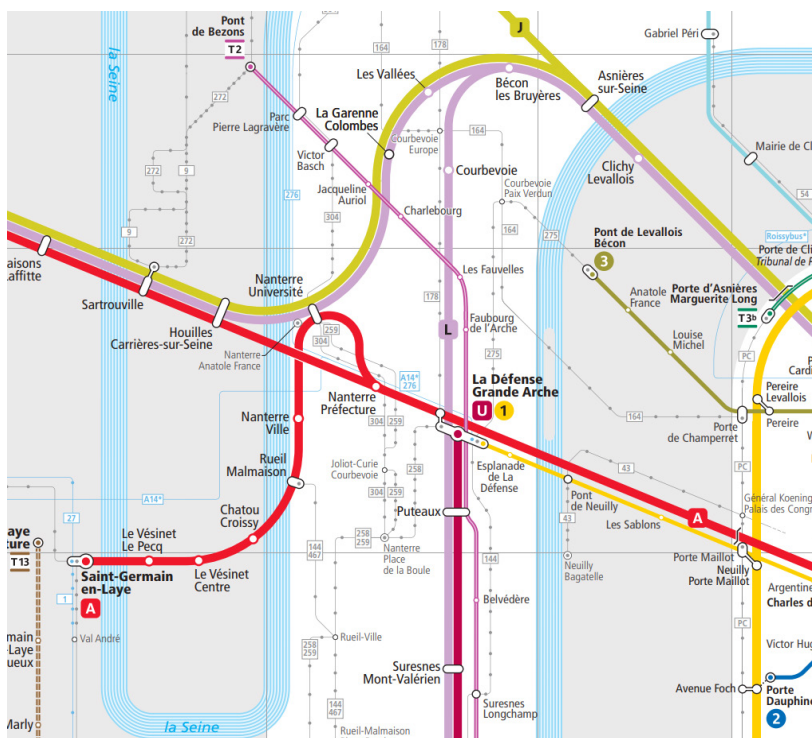 Pont
de Bezons
T2
la Seine
J
Gabriel Péri
164
178
272
Les Vallées
Bécon
les Bruyères
Asnières
sur-Seine
Parc
Pierre Lagravère
La Garenne
Colombes
Courbevoie
Europe
164
Victor
Basch
Mairie de Cl
272
9
Courbevoie
Clichy
Levallois
Jacqueline
Auriol
276
Courbevoie
Paix Verdun
54
304
Charlebourg
164
9
272
275
Pont de Levallois
Bécon
3
Roissybus*
Porte de Cli
Tribunal de P
aisons
Laffitte
Nanterre
Université
Les Fauvelles
Anatole
France
Porte d'Asnières
Marguerite Long
T3b
Sartrouville
178
Houilles
Carrières-sur-Seine
259
304
Nanterre
Anatole France
L
Faubourg
de l'Arche
275
Louise
Michel
PC
P
Cardi
A14*
276
La Défense
Grande Arche
U
1
Nanterre
Préfecture
Pereire
Levallois
Nanterre
Ville
304
259
164
Porte
de Champerret
Pereire
W
Rueil
Malmaison
Joliot-Curie
Courbevoie
258
Esplanade
de La
Défense
43
PC
A14*
304
259
Pont
de Neuilly
Général Koenig
Palais des Congr
27
Chatou
Croissy
Puteaux
43
Les Sablons
A
aye
ture
T13
Le Vésinet
Le Pecq
144
467
258
259
Nanterre
Place
de la Boule
144
Neuilly
Bagatelle
Porte Maillot
Neuilly
Porte Maillot
Saint-Germain
en-Laye
A
Le Vésinet
Centre
Argentine
Charles d
1
Belvédère
PC
main
-Laye
ueux
Val André
Rueil-Ville
258
259
Victor Hug
Suresnes
Mont-Valérien
Avenue Foch
Porte
Dauphine
2
144
467
Suresnes
Longchamp
Marly
la Seine
Rueil-Malmaison